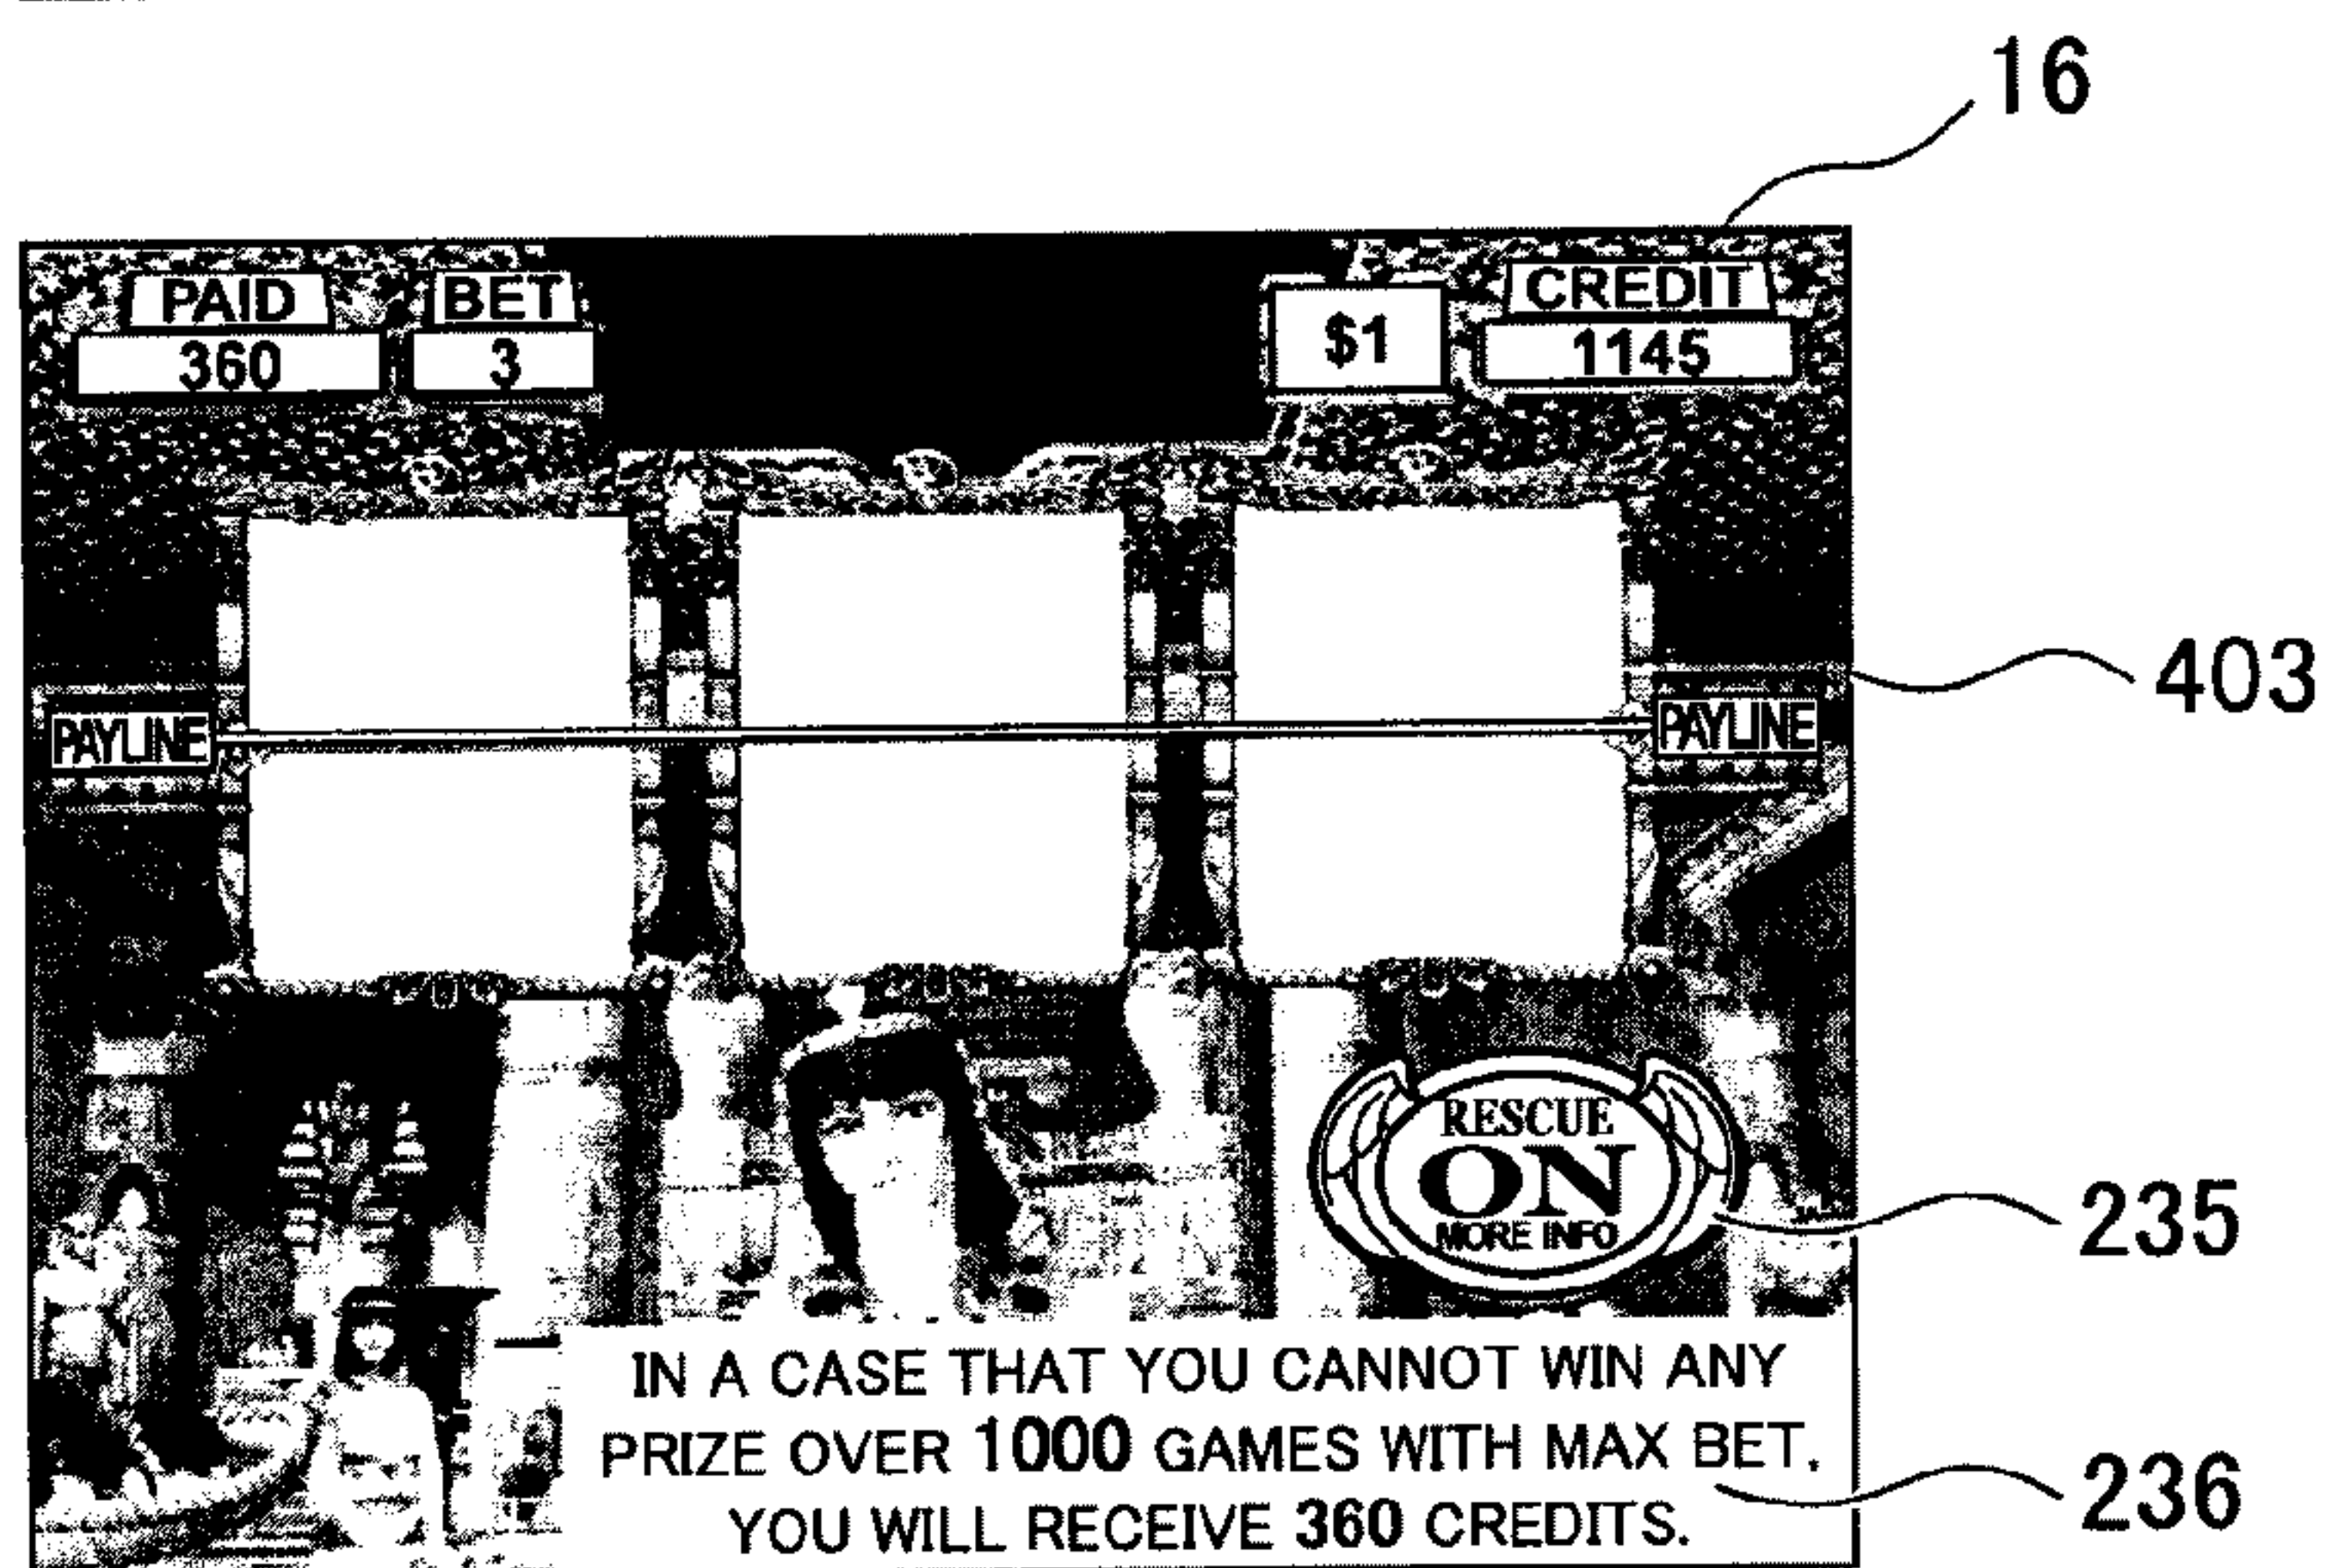 16
PAID
BET
CREDIT
360
3
$1
1145
403
PAYLINE
PAYLINE
RESCUE
ON
MORE INFO
235
IN A CASE THAT YOU CANNOT WIN ANY
PRIZE OVER 1000 GAMES WITH MAX BET.
236
YOU WILL RECEIVE 360 CREDITS.